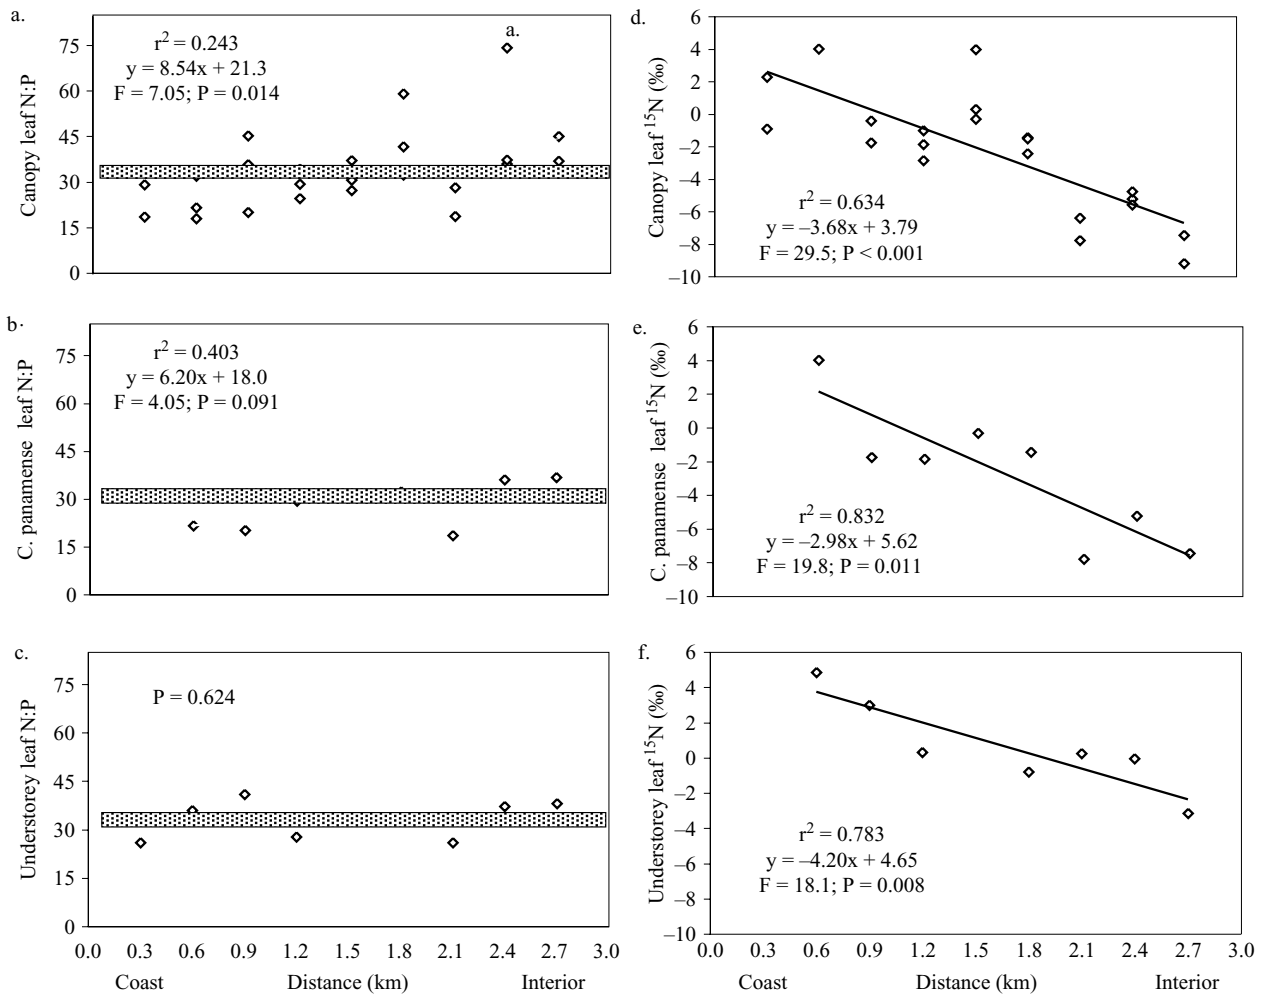 a.
a.
r2 = 0.243
y = 8.54x + 21.3
F = 7.05; P = 0.014
Canopy leaf N:P
75
60
45
30
15
0
d.
Canopy leaf 15N (‰)
6
4
2
0
–2
–4
–6
–8
–10
r2 = 0.634
y = –3.68x + 3.79
F = 29.5; P < 0.001
b.
r2 = 0.403
y = 6.20x + 18.0
F = 4.05; P = 0.091
C. panamense leaf N:P
75
60
45
30
15
0
e.
C. panamense leaf 15N (‰)
6
4
2
0
–2
–4
–6
–8
–10
r2 = 0.832
y = –2.98x + 5.62
F = 19.8; P = 0.011
c.
P = 0.624
Understorey leaf N:P
75
60
45
30
15
0
0.0 0.3 0.6 0.9 1.2 1.5 1.8 2.1 2.4 2.7 3.0
Coast Distance (km) Interior
f.
Understorey leaf 15N (‰)
6
4
2
0
–2
–4
–6
–8
–10
r2 = 0.783
y = –4.20x + 4.65
F = 18.1; P = 0.008
0.0 0.3 0.6 0.9 1.2 1.5 1.8 2.1 2.4 2.7 3.0
Coast Distance (km) Interior